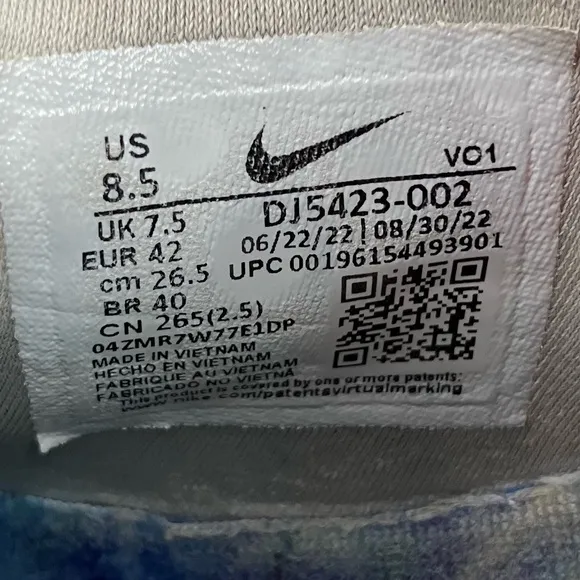 US
8.5
VO1
UK 7.5
DJ5423-002
EUR 42
06/22/22 | 08/30/22
cm 26.5
UPC 00196154493901
BR 40
CN 265(2.5)
04ZMR7W77E1DP
MADE IN VIETNAM
HECHO EN VIETNAM
FABRIQUE AU VIETNAM
FABRICADO NO VIETNÃ
This product is covered by one or more patents:
www.nike.com/patentsvirtualmarking